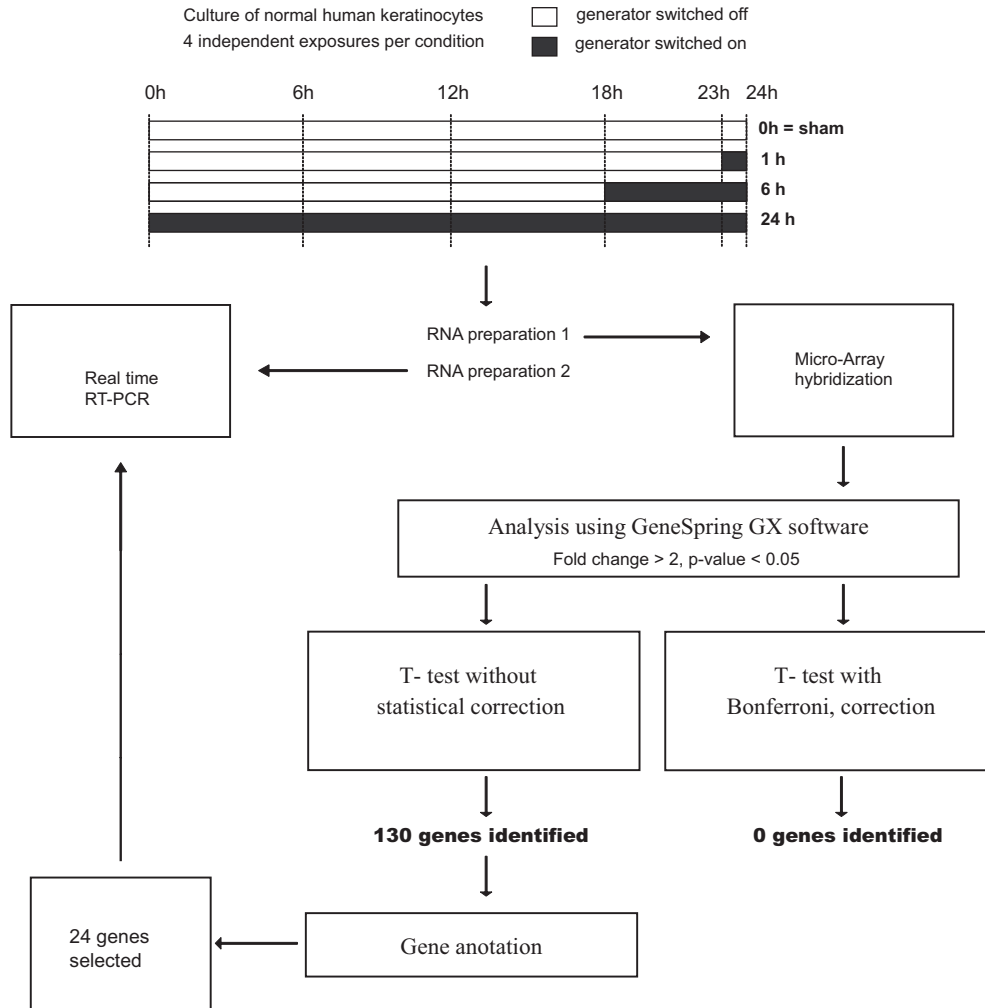 Culture of normal human keratinocytes
4 independent exposures per condition
generator switched off
generator switched on
0h 6h 12h 18h 23h 24h
0h = sham
1 h
6 h
24 h
RNA preparation 1
RNA preparation 2
Real time
RT-PCR
Micro-Array
hybridization
Analysis using GeneSpring GX software
Fold change > 2, p-value < 0.05
T- test without
statistical correction
T- test with
Bonferroni, correction
130 genes identified
0 genes identified
24 genes
selected
Gene anotation